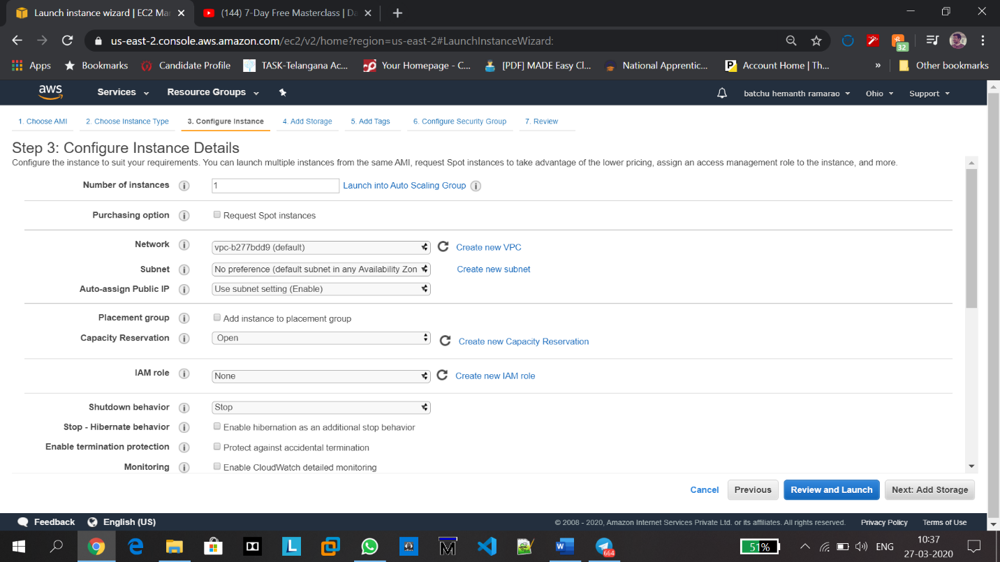 Launch instance wizard | EC2 Mar
(144) 7-Day Free Masterclass | Da
us-east-2.console.aws.amazon.com/ec2/v2/home?region=us-east-2#LaunchInstanceWizard:
32
Apps Bookmarks Candidate Profile TASK-Telangana Ac... Your Homepage - C... [PDF] MADE Easy Cl... National Apprentic... Account Home | Th... » Other bookmarks
aws Services Resource Groups batchu hemanth ramarao Ohio Support
1. Choose AMI 2. Choose Instance Type 3. Configure Instance 4. Add Storage 5. Add Tags 6. Configure Security Group 7. Review
Step 3: Configure Instance Details
Configure the instance to suit your requirements. You can launch multiple instances from the same AMI, request Spot instances to take advantage of the lower pricing, assign an access management role to the instance, and more.
Number of instances i 1 Launch into Auto Scaling Group i
Purchasing option i Request Spot instances
Network i vpc-b277bdd9 (default) Create new VPC
Subnet i No preference (default subnet in any Availability Zon Create new subnet
Auto-assign Public IP i Use subnet setting (Enable)
Placement group i Add instance to placement group
Capacity Reservation i Open Create new Capacity Reservation
IAM role i None Create new IAM role
Shutdown behavior i Stop
Stop - Hibernate behavior i Enable hibernation as an additional stop behavior
Enable termination protection i Protect against accidental termination
Monitoring i Enable CloudWatch detailed monitoring
Cancel Previous Review and Launch Next: Add Storage
Feedback English (US) © 2008 - 2020, Amazon Internet Services Private Ltd. or its affiliates. All rights reserved. Privacy Policy Terms of Use
664 51% ENG 10:37
27-03-2020